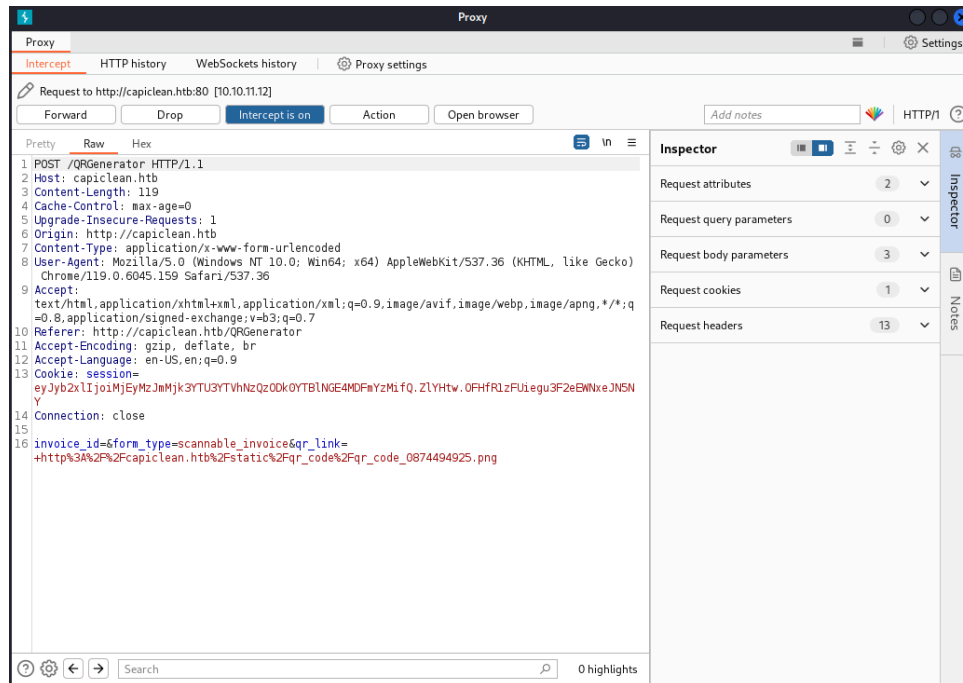 Proxy
Proxy
Settings
Intercept HTTP history WebSockets history Proxy settings
Request to http://capiclean.htb:80 [10.10.11.12]
Forward Drop Intercept is on Action Open browser Add notes HTTP/1
Pretty Raw Hex \n
1 POST /QRGenerator HTTP/1.1
2 Host: capiclean.htb
3 Content-Length: 119
4 Cache-Control: max-age=0
5 Upgrade-Insecure-Requests: 1
6 Origin: http://capiclean.htb
7 Content-Type: application/x-www-form-urlencoded
8 User-Agent: Mozilla/5.0 (Windows NT 10.0; Win64; x64) AppleWebKit/537.36 (KHTML, like Gecko)
Chrome/119.0.6045.159 Safari/537.36
9 Accept:
text/html,application/xhtml+xml,application/xml;q=0.9,image/avif,image/webp,image/apng,*/*;q
=0.8,application/signed-exchange;v=b3;q=0.7
10 Referer: http://capiclean.htb/QRGenerator
11 Accept-Encoding: gzip, deflate, br
12 Accept-Language: en-US,en;q=0.9
13 Cookie: session=
eyJyb2xlIjoiMjEyMzJmMjk3YTU3YTVhNzQzODk0YTBlNGE4MDFmYzMifQ.ZlYHtw.OFHfR1zFUiegu3F2eEWNxeJN5N
Y
14 Connection: close
15
16 invoice_id=&form_type=scannable_invoice&qr_link=
+http%3A%2F%2Fcapiclean.htb%2Fstatic%2Fqr_code%2Fqr_code_0874494925.png
Inspector
Request attributes 2
Request query parameters 0
Request body parameters 3
Request cookies 1
Request headers 13
Inspector
Notes
Search
0 highlights